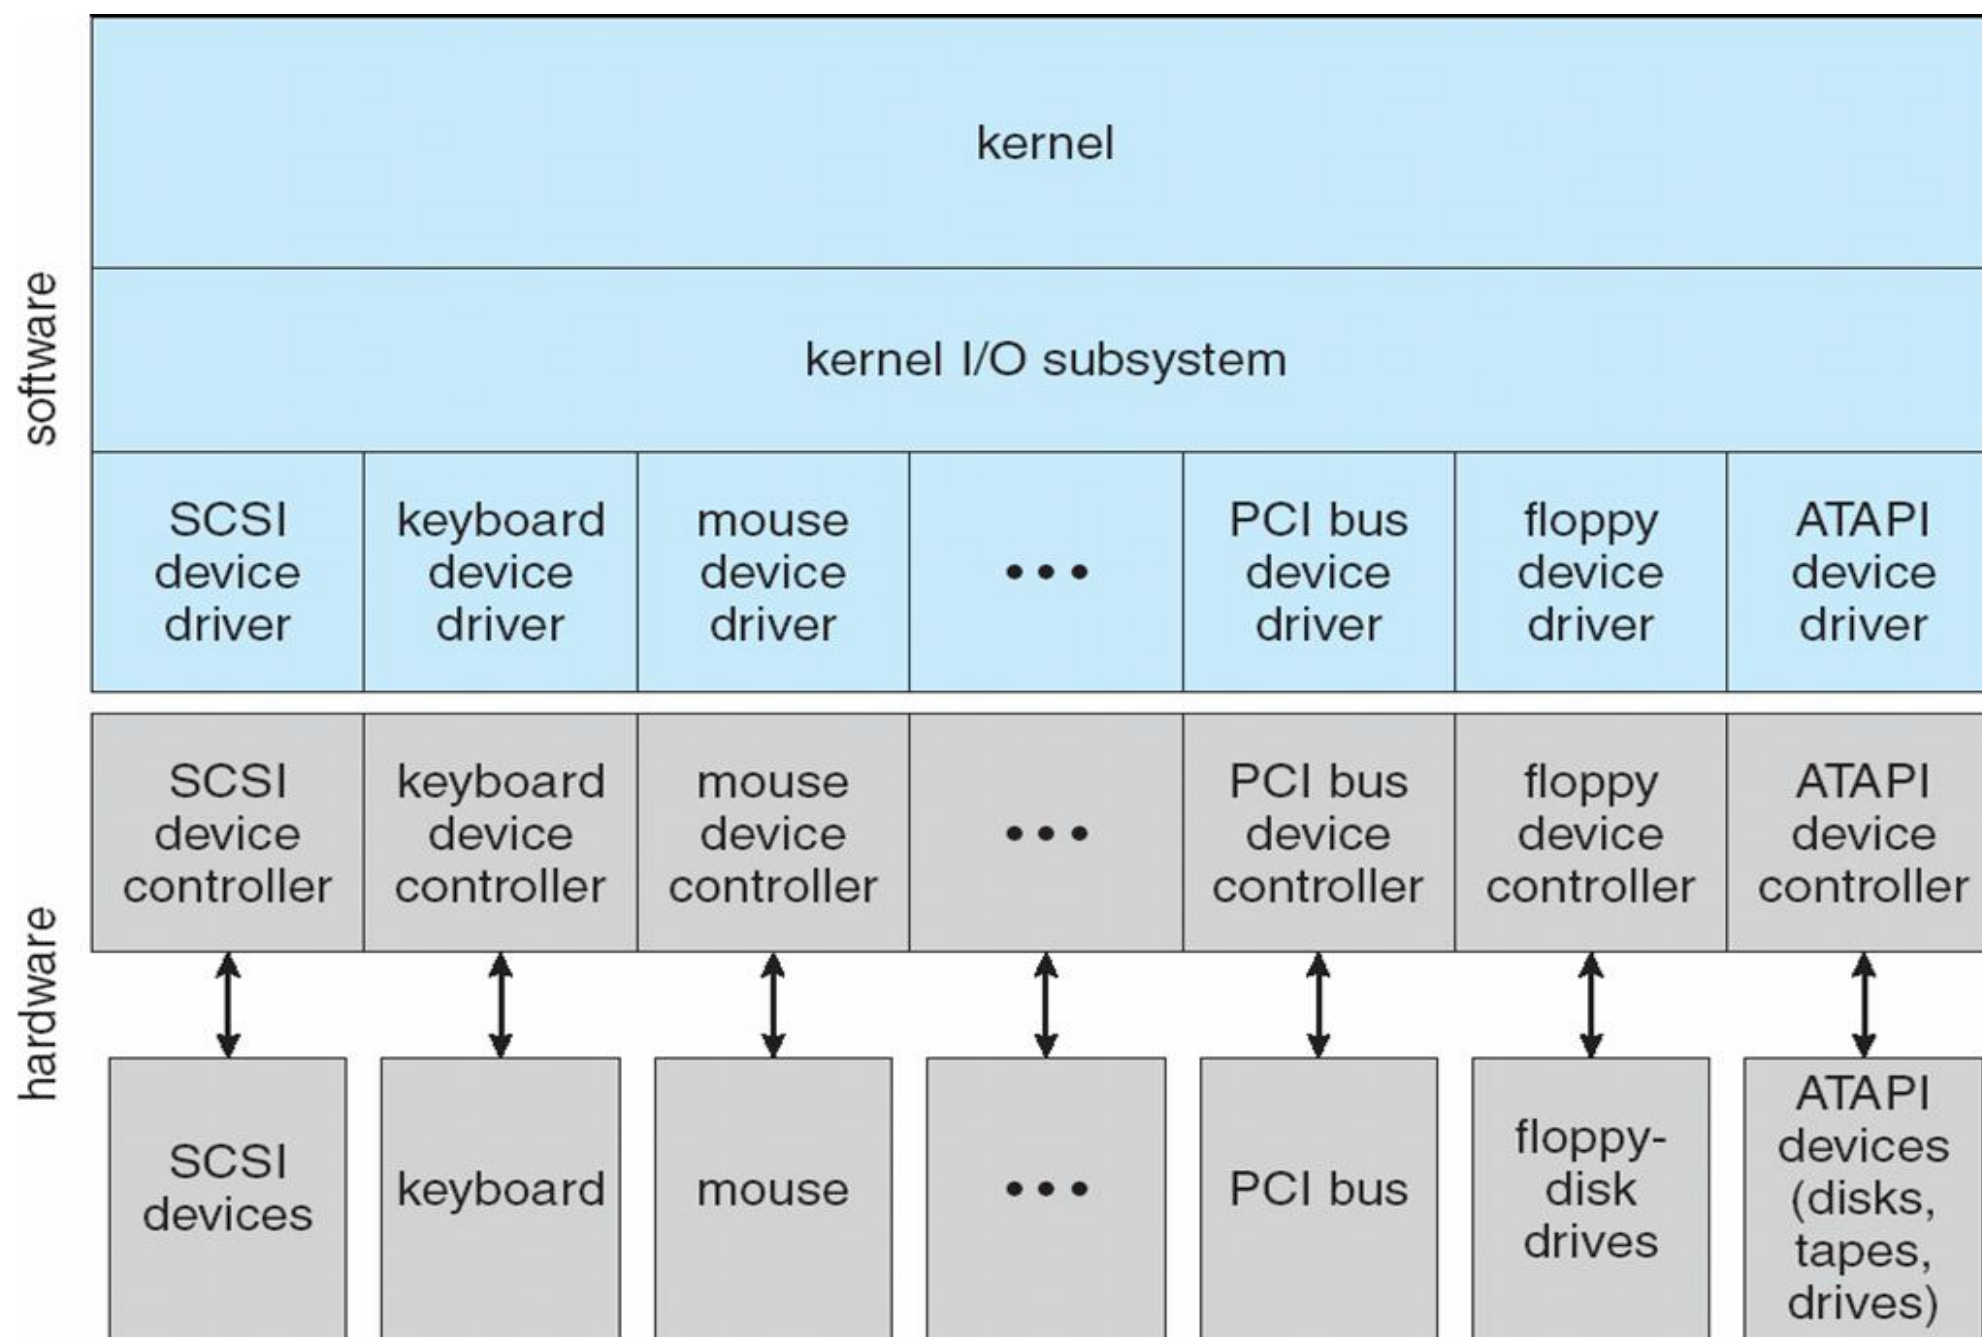 kernel
software
kernel I/O subsystem
SCSI
device
driver
keyboard
device
driver
mouse
device
driver
•••
PCI bus
device
driver
floppy
device
driver
ATAPI
device
driver
hardware
SCSI
device
controller
keyboard
device
controller
mouse
device
controller
•••
PCI bus
device
controller
floppy
device
controller
ATAPI
device
controller
SCSI
devices
keyboard
mouse
•••
PCI bus
floppy-
disk
drives
ATAPI
devices
(disks,
tapes,
drives)